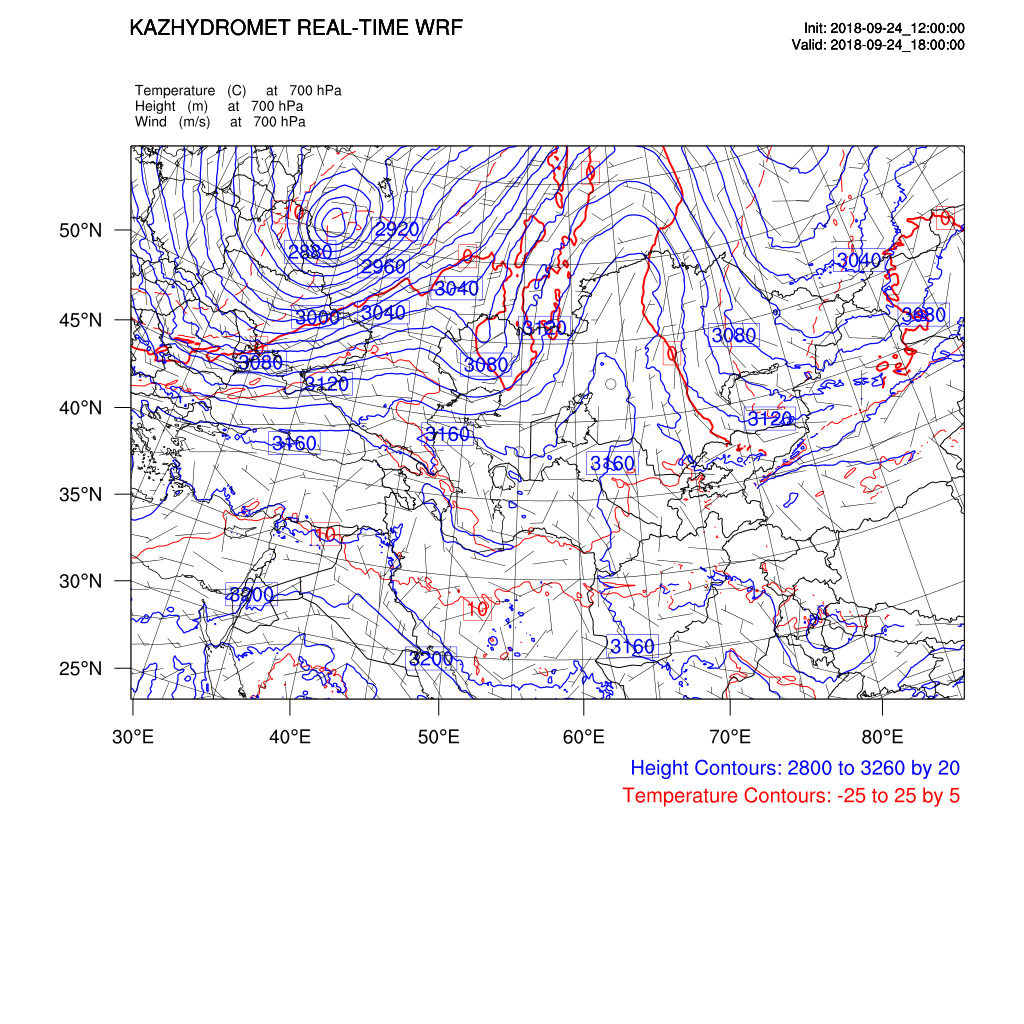 KAZHYDROMET REAL-TIME WRF
Init: 2018-09-24_12:00:00
Valid: 2018-09-24_18:00:00
Temperature (C) at 700 hPa
Height (m) at 700 hPa
Wind (m/s) at 700 hPa
0
-10
0
50°N
2920
2880
3040
2960
0
3040
3000
3040
3080
45°N
3120
3080
3080
0
3080
3120
40°N
3120
3160
3160
3160
35°N
10
30°N
3200
10
3160
3200
25°N
30°E 40°E 50°E 60°E 70°E 80°E
Height Contours: 2800 to 3260 by 20
Temperature Contours: -25 to 25 by 5